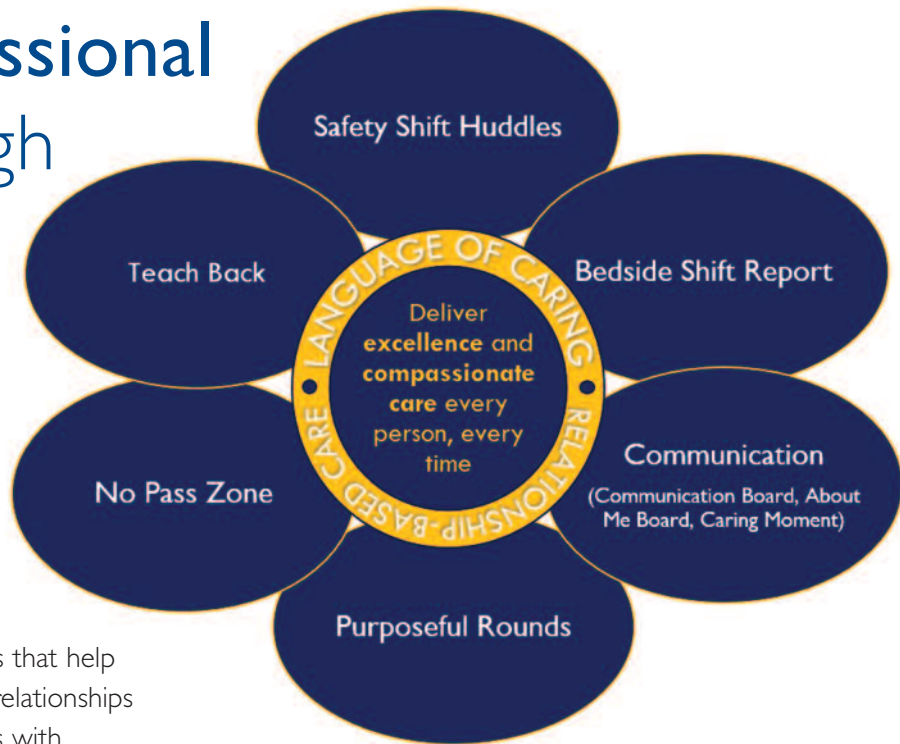 ssional
gh
Safety Shift Huddles
Teach Back
Bedside Shift Report
LANGUAGE OF CARING
Deliver
excellence and
compassionate
care every
person, every
time
RELATIONSHIP-BASED CARE
No Pass Zone
Communication
(Communication Board, About
Me Board, Caring Moment)
Purposeful Rounds
s that help
relationships
s with